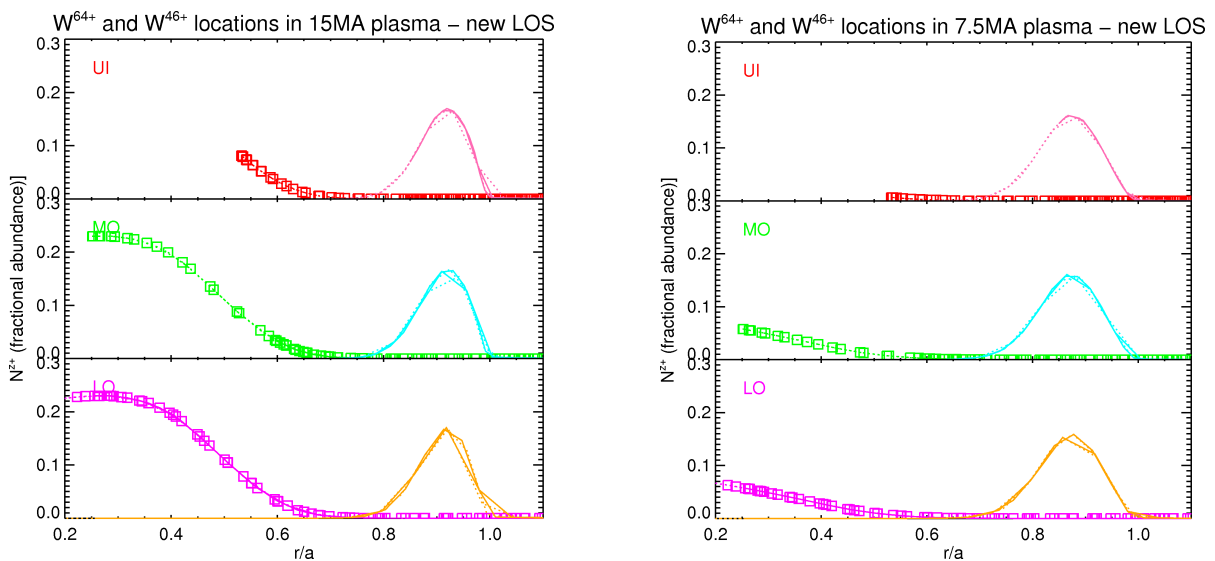 W64+ and W46+ locations in 15MA plasma − new LOS
0.3
UI
0.2
0.1
0.0
0.3
MO
0.2
0.1
0.0
0.3
LO
0.2
0.1
0.0
0.2 0.4 0.6 0.8 1.0
r/a
Nz+ (fractional abundance)]
W64+ and W46+ locations in 7.5MA plasma − new LOS
0.3
UI
0.2
0.1
0.0
0.3
MO
0.2
0.1
0.0
0.3
LO
0.2
0.1
0.0
0.2 0.4 0.6 0.8 1.0
r/a
Nz+ (fractional abundance)]